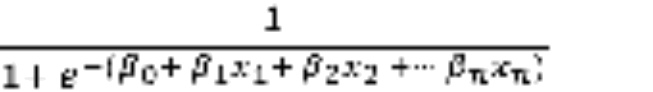 1
1 + e^−(β₀ + β₁x₁ + β₂x₂ + ⋯ βₙxₙ)